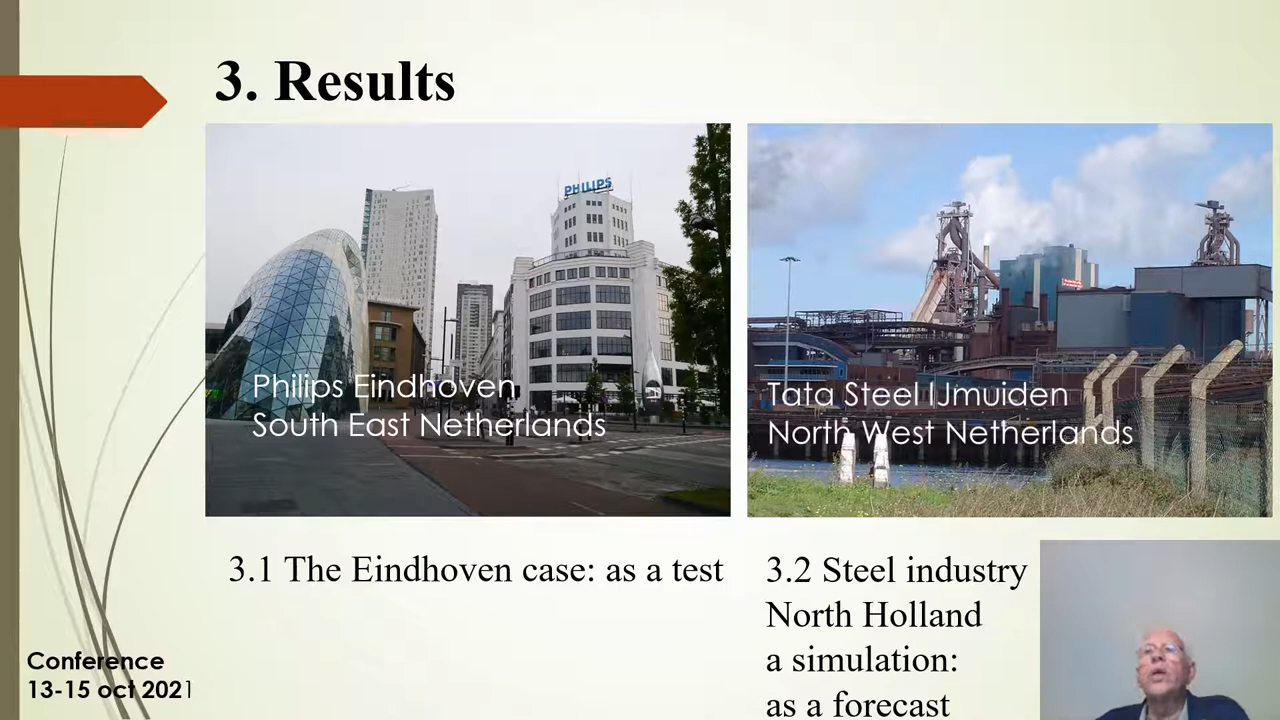 3. Results
PHILIPS
Philips Eindhoven
South East Netherlands
Tata Steel IJmuiden
North West Netherlands
3.1 The Eindhoven case: as a test
3.2 Steel industry
North Holland
a simulation:
as a forecast
Conference
13-15 oct 2021